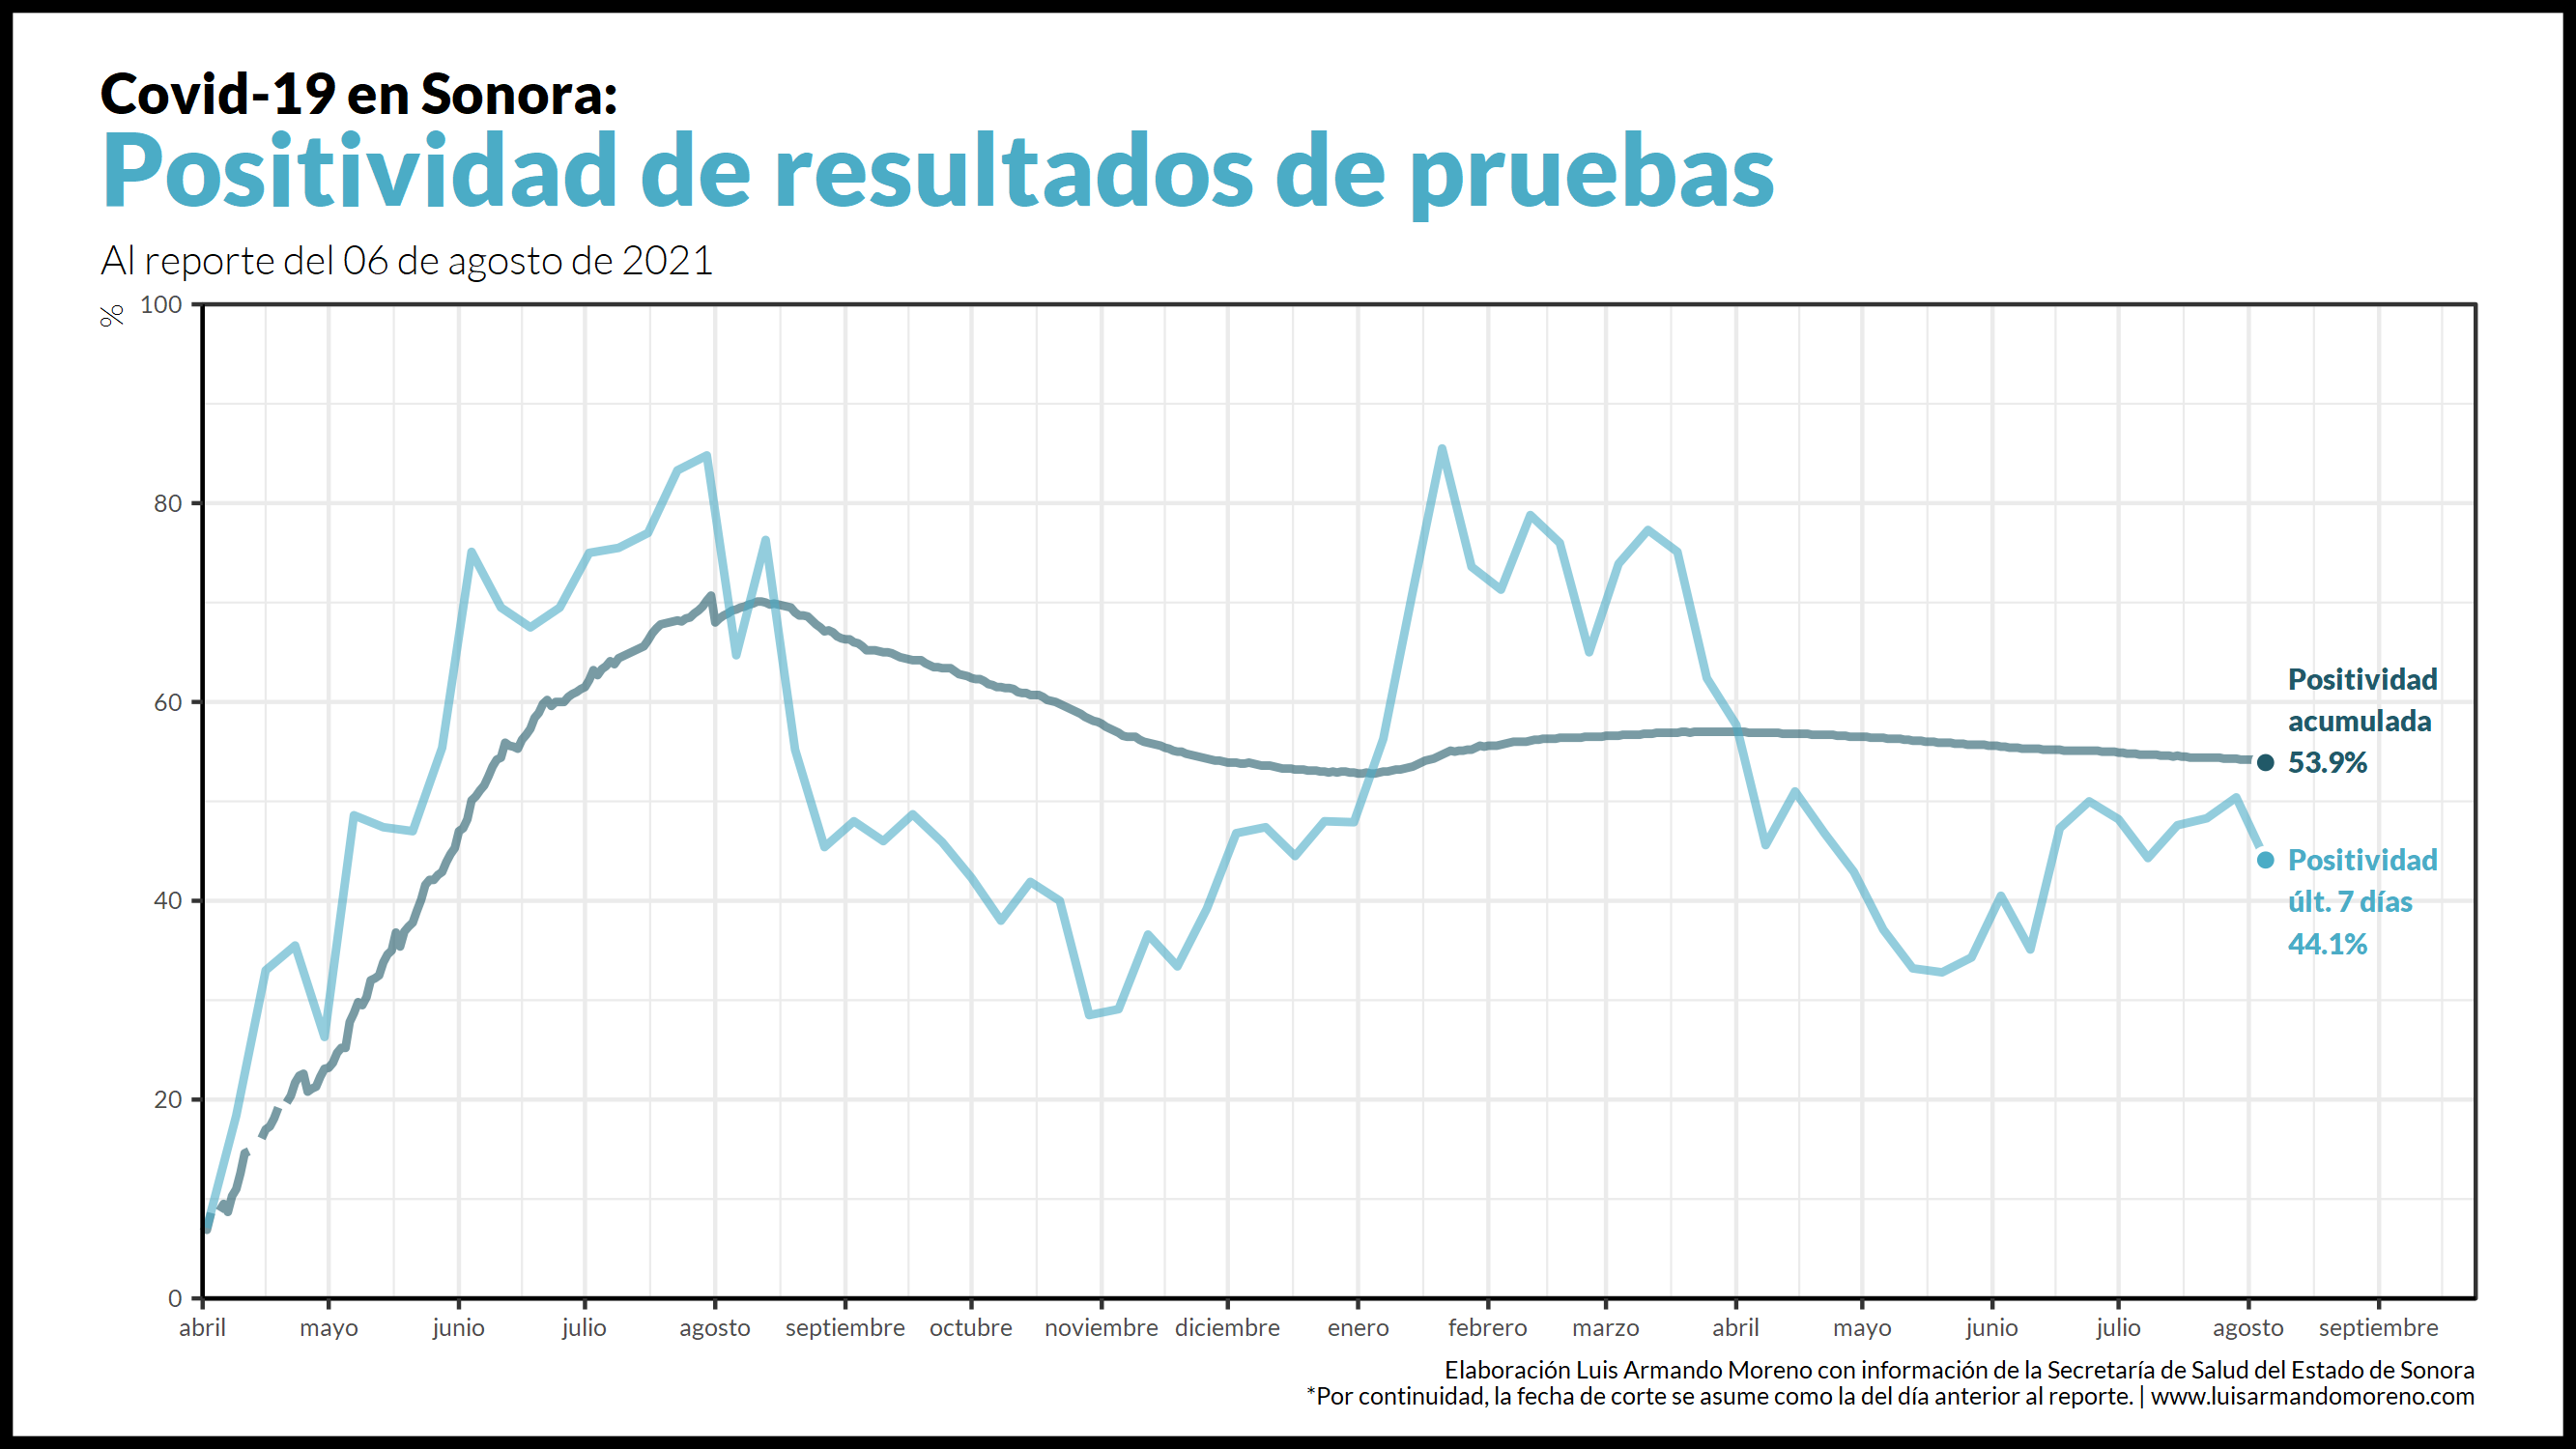 Covid-19 en Sonora:
Positividad de resultados de pruebas
Al reporte del 06 de agosto de 2021
%
100
80
60
40
20
0
Positividad
acumulada
53.9%
Positividad
últ. 7 días
44.1%
abril mayo junio julio agosto septiembre octubre noviembre diciembre enero febrero marzo abril mayo junio julio agosto septiembre
Elaboración Luis Armando Moreno con información de la Secretaría de Salud del Estado de Sonora
*Por continuidad, la fecha de corte se asume como la del día anterior al reporte. | www.luisarmandomoreno.com